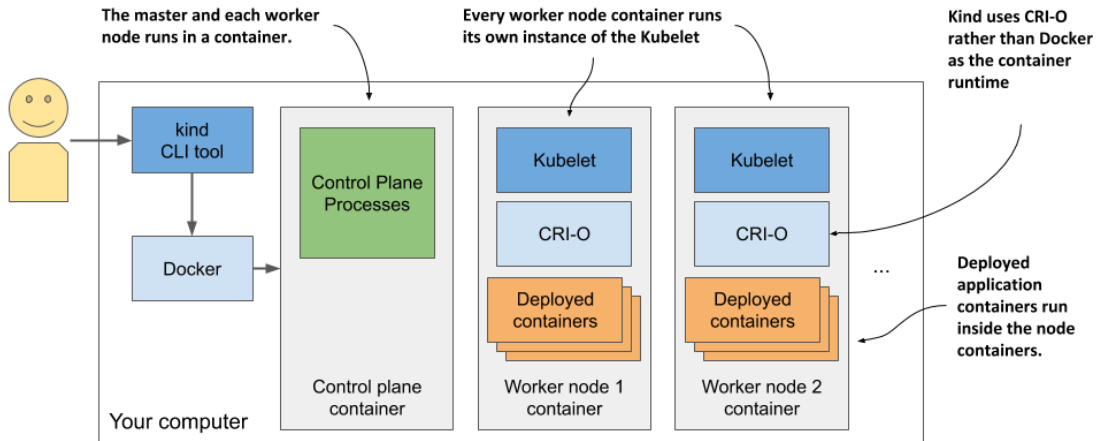 The master and each worker
node runs in a container.
Every worker node container runs
its own instance of the Kubelet
Kind uses CRI-O
rather than Docker
as the container
runtime
kind
CLI tool
Docker
Control Plane
Processes
Control plane
container
Kubelet
CRI-O
Deployed
containers
Worker node 1
container
Kubelet
CRI-O
Deployed
containers
Worker node 2
container
...
Deployed
application
containers run
inside the node
containers.
Your computer